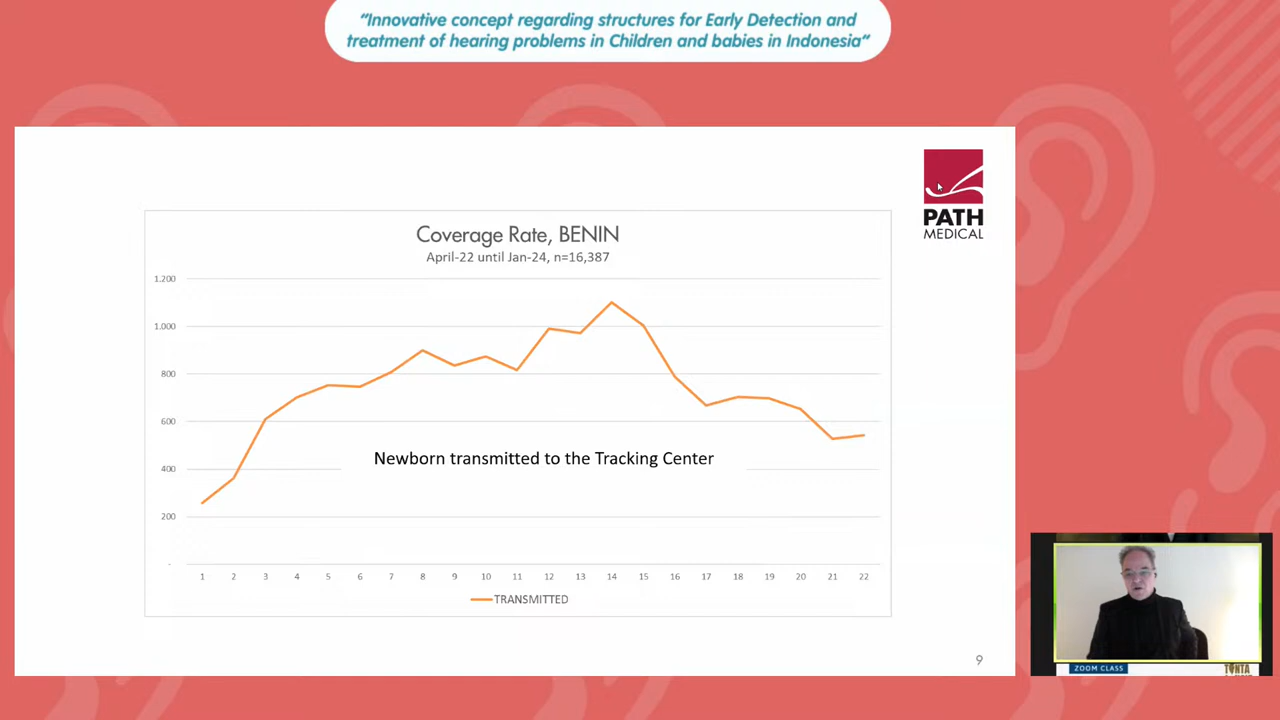 “Innovative concept regarding structures for Early Detection and
treatment of hearing problems in Children and babies in Indonesia“
PATH
MEDICAL
Coverage Rate, BENIN
April-22 until Jan-24, n=16,387
1.200
1.000
800
600
400
200
-
Newborn transmitted to the Tracking Center
1 2 3 4 5 6 7 8 9 10 11 12 13 14 15 16 17 18 19 20 21 22
TRANSMITTED
9
ZOOM CLASS